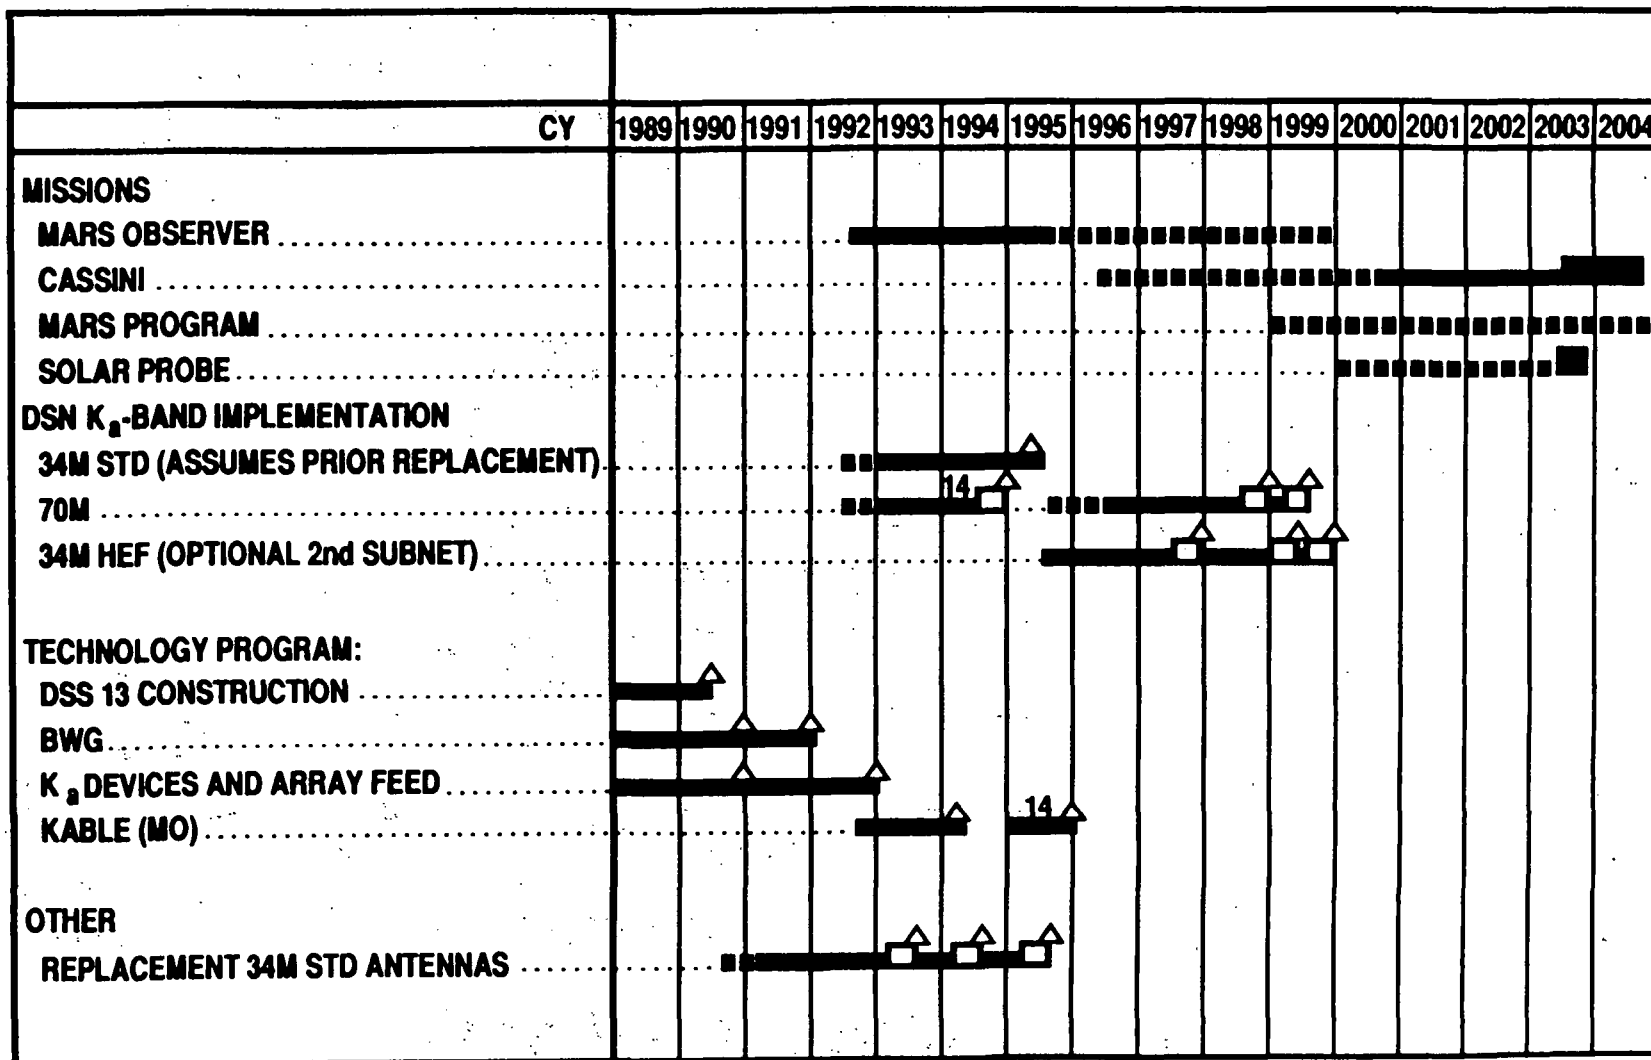 CY 1989 1990 1991 1992 1993 1994 1995 1996 1997 1998 1999 2000 2001 2002 2003 2004
MISSIONS
MARS OBSERVER
CASSINI
MARS PROGRAM
SOLAR PROBE
DSN Ka-BAND IMPLEMENTATION
34M STD (ASSUMES PRIOR REPLACEMENT)
70M 14
34M HEF (OPTIONAL 2nd SUBNET)
TECHNOLOGY PROGRAM:
DSS 13 CONSTRUCTION
BWG
Ka DEVICES AND ARRAY FEED
KABLE (MO) 14
OTHER
REPLACEMENT 34M STD ANTENNAS